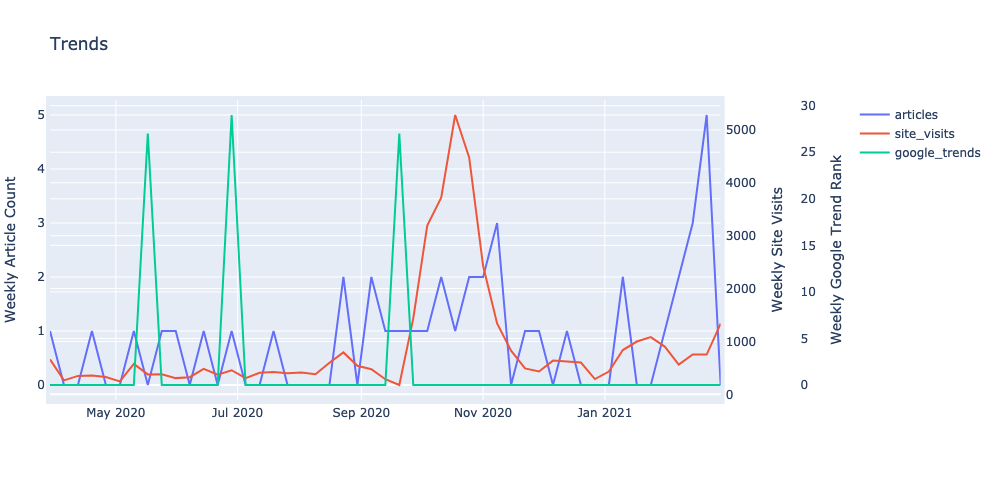 Trends
Weekly Article Count
5
4
3
2
1
0
May 2020
Jul 2020
Sep 2020
Nov 2020
Jan 2021
5000
4000
3000
2000
1000
0
Weekly Site Visits
30
25
20
15
10
5
0
Weekly Google Trend Rank
articles
site_visits
google_trends